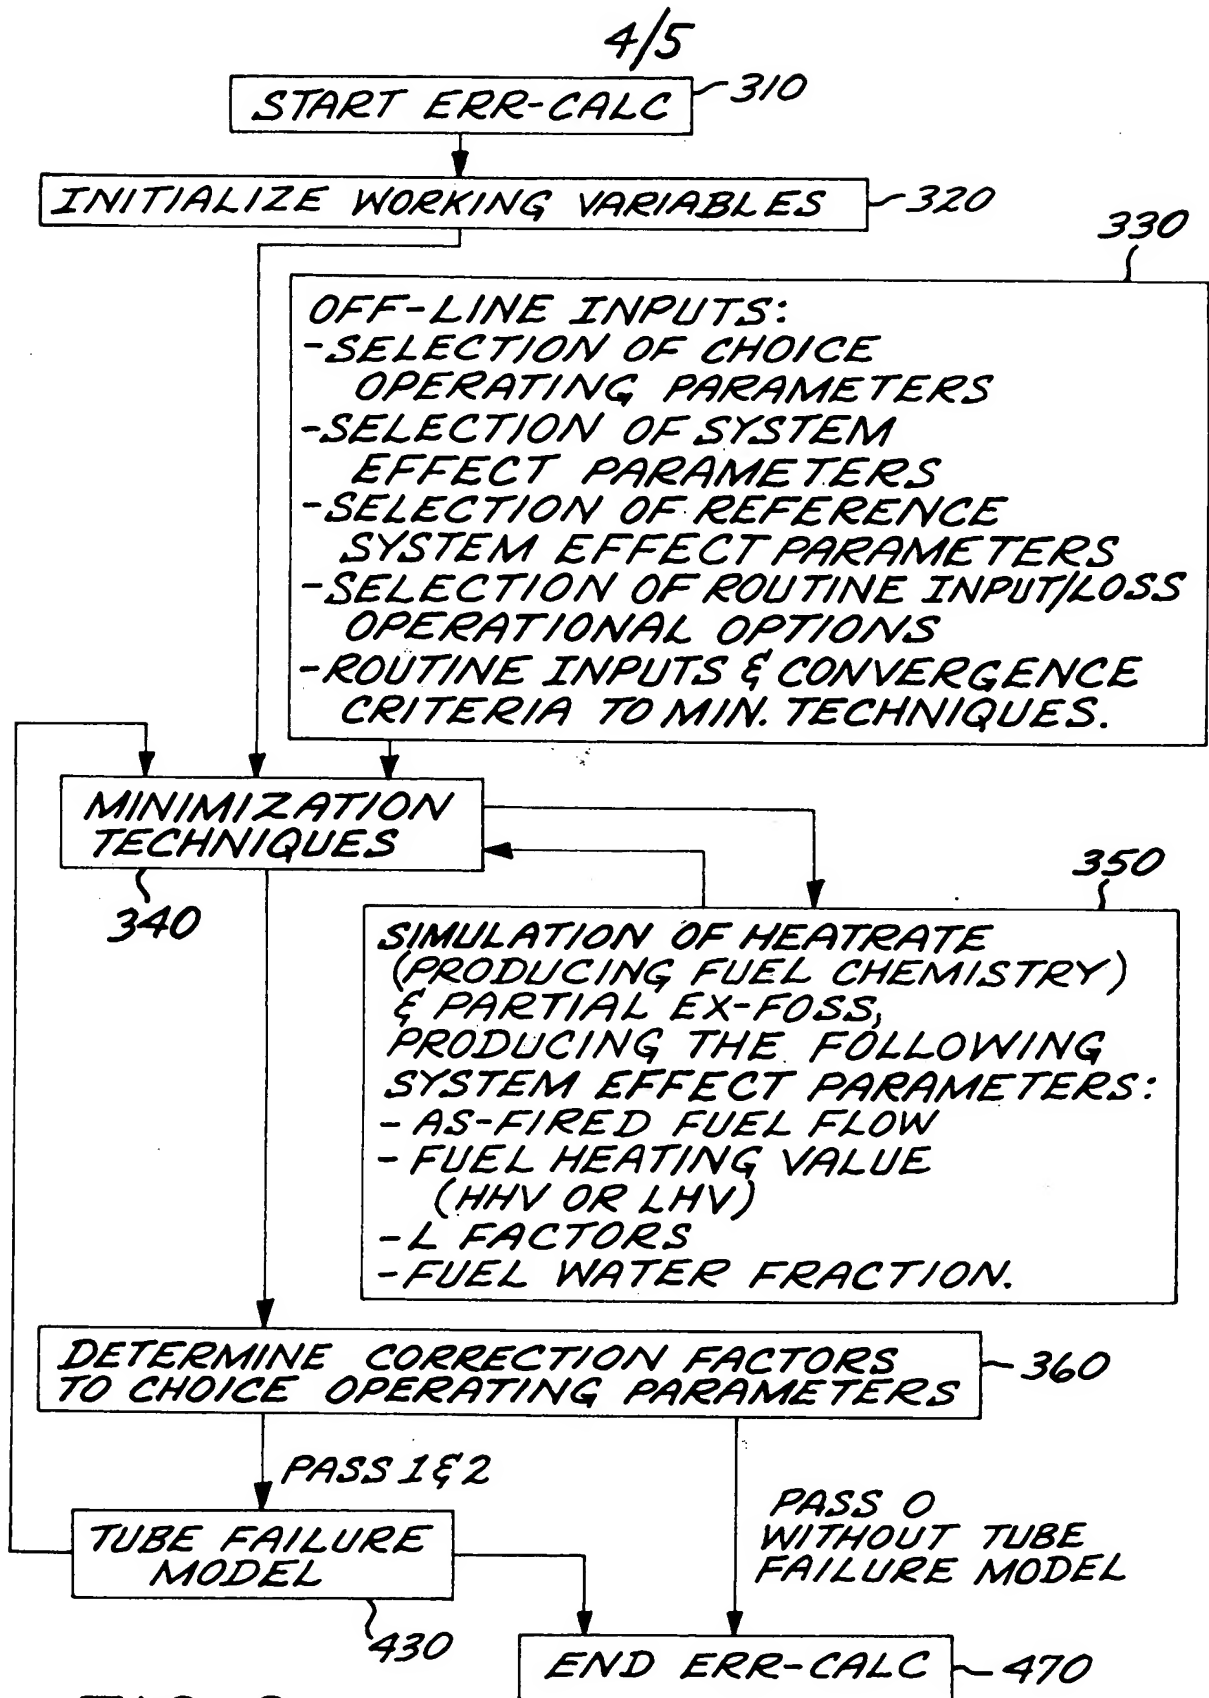 4/5
START ERR-CALC
310
INITIALIZE WORKING VARIABLES
320
330
OFF-LINE INPUTS:
-SELECTION OF CHOICE
OPERATING PARAMETERS
-SELECTION OF SYSTEM
EFFECT PARAMETERS
-SELECTION OF REFERENCE
SYSTEM EFFECT PARAMETERS
-SELECTION OF ROUTINE INPUT/LOSS
OPERATIONAL OPTIONS
-ROUTINE INPUTS & CONVERGENCE
CRITERIA TO MIN. TECHNIQUES.
MINIMIZATION
TECHNIQUES
340
350
SIMULATION OF HEATRATE
(PRODUCING FUEL CHEMISTRY)
& PARTIAL EX-FOSS,
PRODUCING THE FOLLOWING
SYSTEM EFFECT PARAMETERS:
- AS-FIRED FUEL FLOW
- FUEL HEATING VALUE
(HHV OR LHV)
- L FACTORS
-FUEL WATER FRACTION.
DETERMINE CORRECTION FACTORS
TO CHOICE OPERATING PARAMETERS
360
PASS 1 & 2
PASS 0
WITHOUT TUBE
FAILURE MODEL
TUBE FAILURE
MODEL
430
END ERR-CALC
470